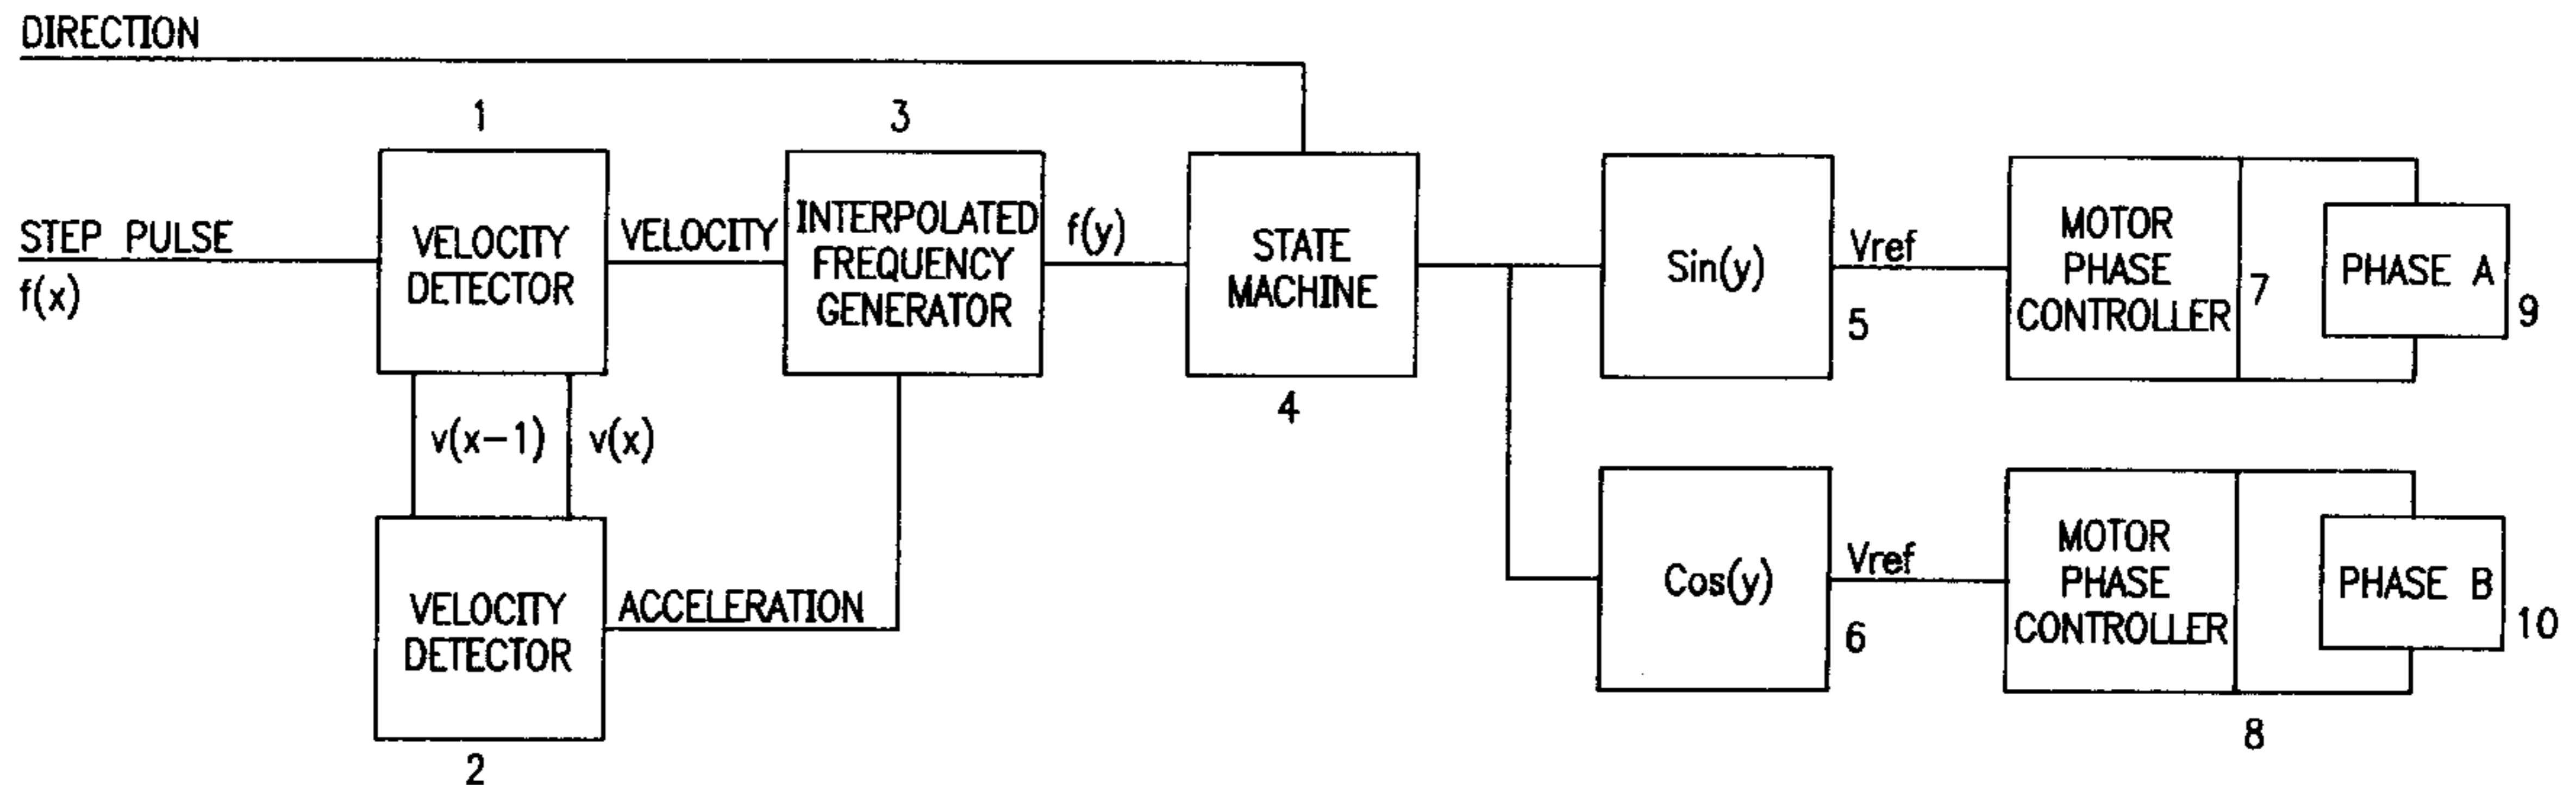 DIRECTION
1
3
STEP PULSE
f(x)
VELOCITY
DETECTOR
VELOCITY
INTERPOLATED
FREQUENCY
GENERATOR
f(y)
STATE
MACHINE
4
Sin(y)
Vref
5
MOTOR
PHASE
CONTROLLER
7
PHASE A
9
v(x-1)
v(x)
VELOCITY
DETECTOR
2
ACCELERATION
Cos(y)
Vref
6
MOTOR
PHASE
CONTROLLER
8
PHASE B
10